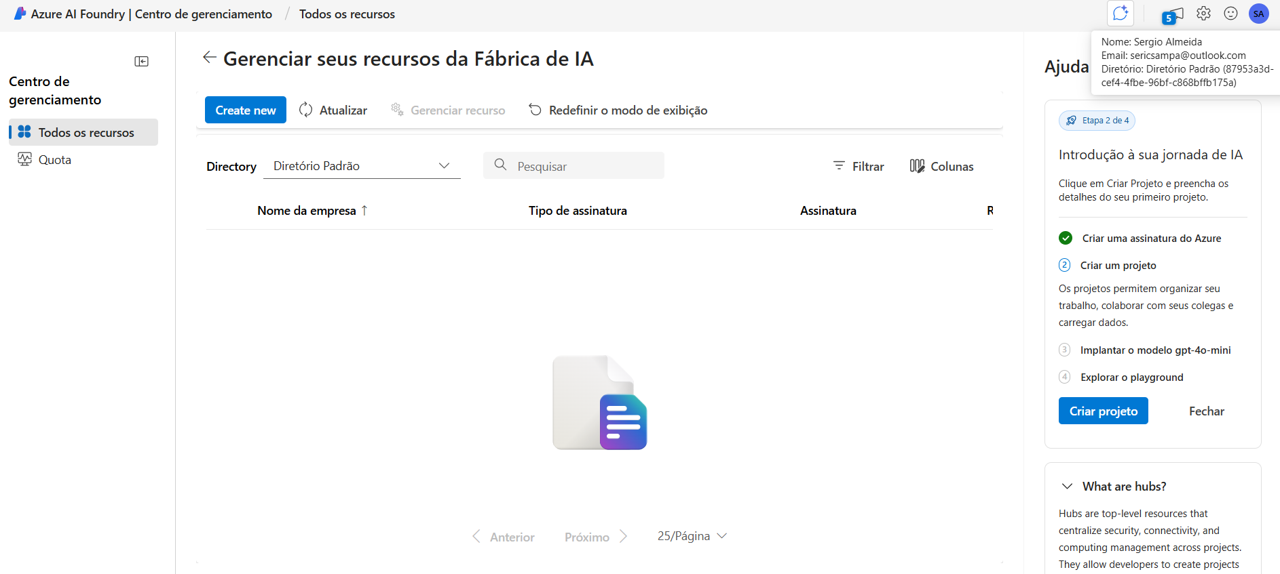 Azure AI Foundry | Centro de gerenciamento / Todos os recursos
5
SA
Nome: Sergio Almeida
Email: sericsampa@outlook.com
Diretório: Diretório Padrão (87953a3d-
cef4-4fbe-96bf-c868bffb175a)
Centro de
gerenciamento
Todos os recursos
Quota
Gerenciar seus recursos da Fábrica de IA
Create new
Atualizar
Gerenciar recurso
Redefinir o modo de exibição
Directory
Diretório Padrão
Pesquisar
Filtrar
Colunas
Nome da empresa ↑
Tipo de assinatura
Assinatura
R
Anterior
Próximo
25/Página
Ajuda
Etapa 2 de 4
Introdução à sua jornada de IA
Clique em Criar Projeto e preencha os
detalhes do seu primeiro projeto.
Criar uma assinatura do Azure
2 Criar um projeto
Os projetos permitem organizar seu
trabalho, colaborar com seus colegas e
carregar dados.
3 Implantar o modelo gpt-4o-mini
4 Explorar o playground
Criar projeto
Fechar
What are hubs?
Hubs are top-level resources that
centralize security, connectivity, and
computing management across projects.
They allow developers to create projects